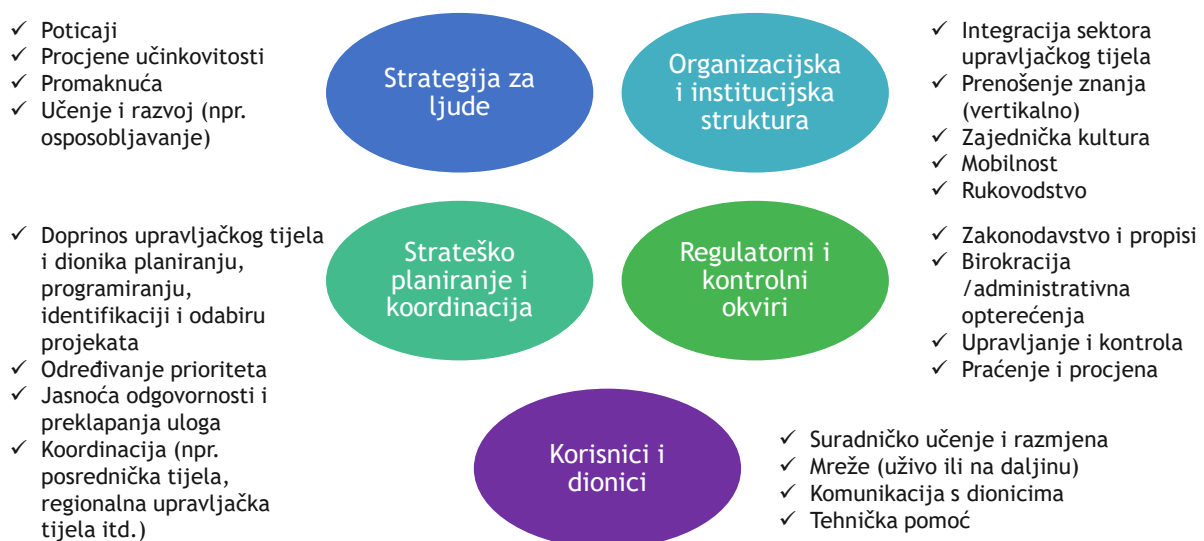 ✓ Poticaji
✓ Procjene učinkovitosti
✓ Promaknuća
✓ Učenje i razvoj (npr.
osposobljavanje)
Strategija za
ljude
Organizacijska
i institucijska
struktura
✓ Integracija sektora
upravljačkog tijela
✓ Prenošenje znanja
(vertikalno)
✓ Zajednička kultura
✓ Mobilnost
✓ Rukovodstvo
✓ Doprinos upravljačkog tijela
i dionika planiranju,
programiranju,
identifikaciji i odabiru
projekata
✓ Određivanje prioriteta
✓ Jasnoća odgovornosti i
preklapanja uloga
✓ Koordinacija (npr.
posrednička tijela,
regionalna upravljačka
tijela itd.)
Strateško
planiranje i
koordinacija
Regulatorni i
kontrolni
okviri
✓ Zakonodavstvo i propisi
✓ Birokracija
/administrativna
opterećenja
✓ Upravljanje i kontrola
✓ Praćenje i procjena
Korisnici i
dionici
✓ Suradničko učenje i razmjena
✓ Mreže (uživo ili na daljinu)
✓ Komunikacija s dionicima
✓ Tehnička pomoć